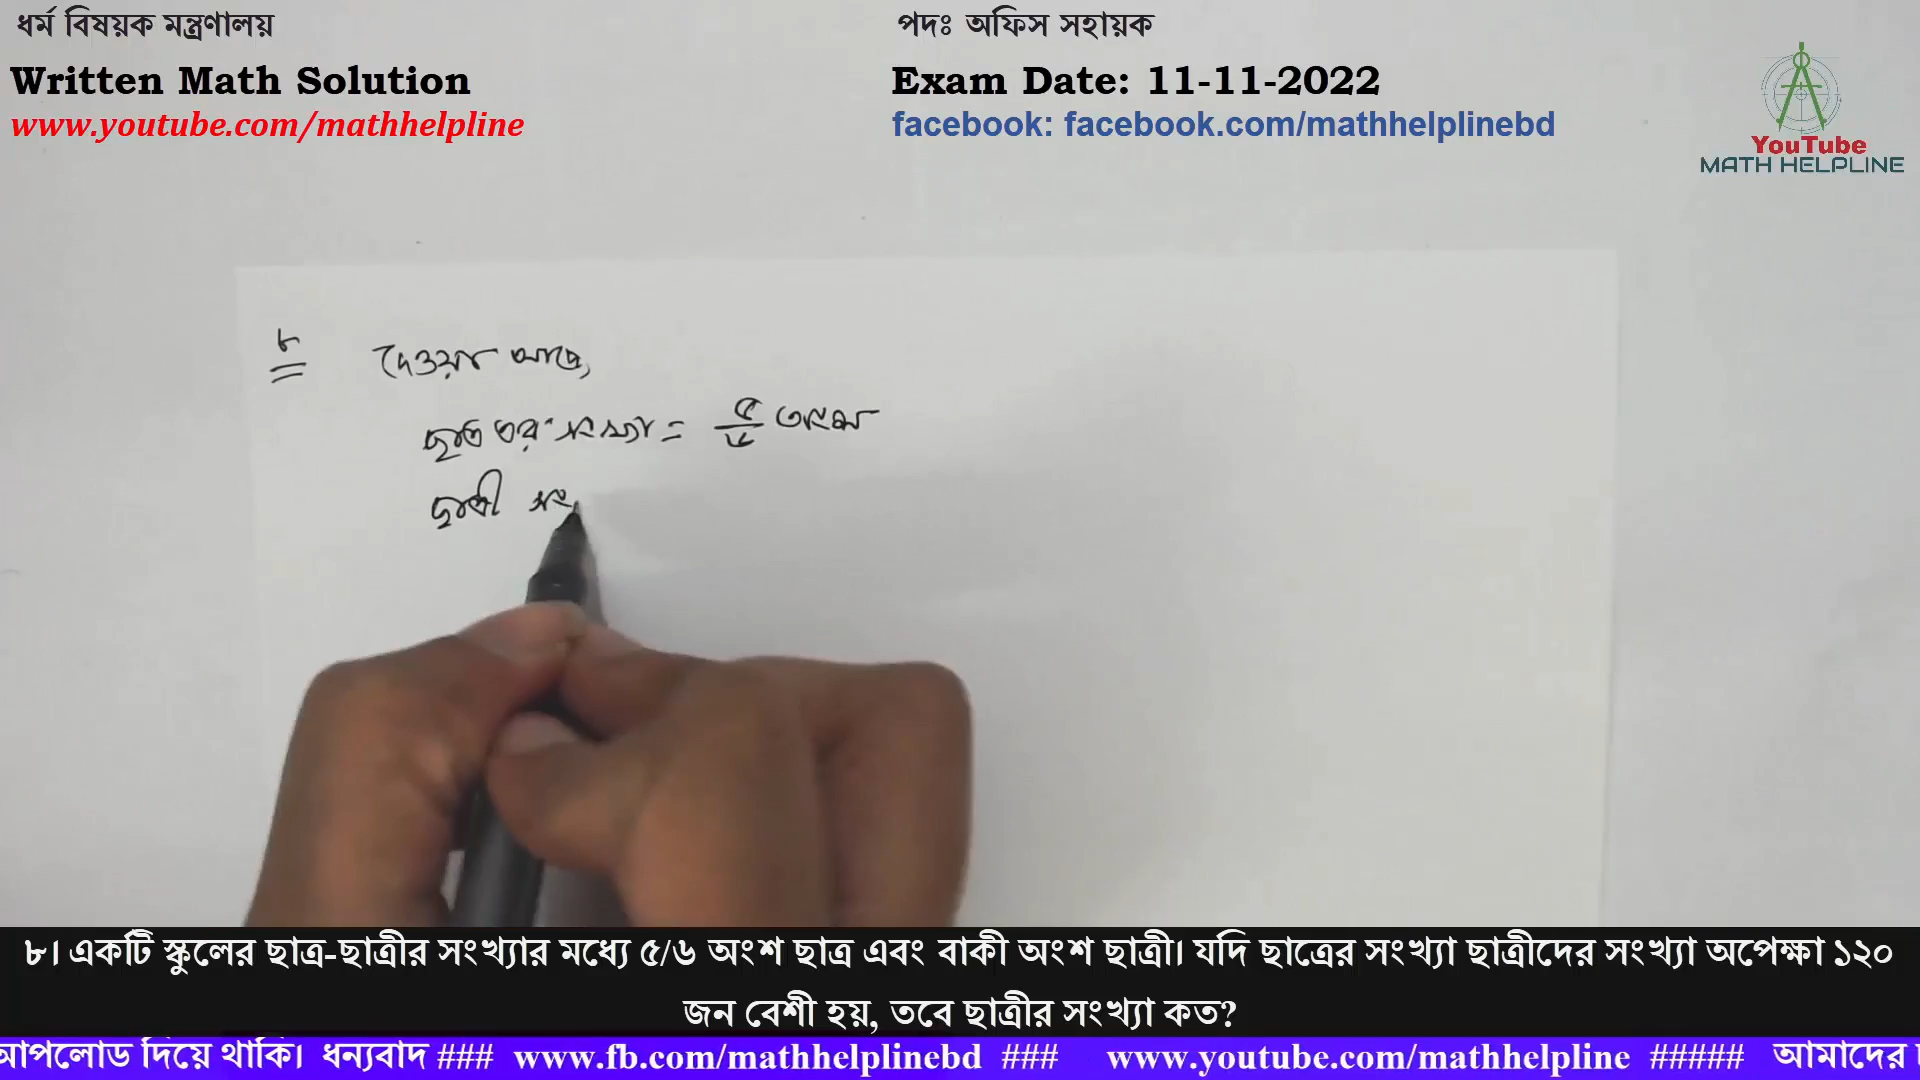 ধর্ম বিষয়ক মন্ত্রণালয়
পদঃ অফিস সহায়ক
Written Math Solution
Exam Date: 11-11-2022
www.youtube.com/mathhelpline
facebook: facebook.com/mathhelplinebd
YouTube
MATH HELPLINE
৮ দেওয়া আছে,
ছাত্র সংখ্যা = ৫/৬ অংশ
ছাত্রী সং
৮। একটি স্কুলের ছাত্র-ছাত্রীর সংখ্যার মধ্যে ৫/৬ অংশ ছাত্র এবং বাকী অংশ ছাত্রী। যদি ছাত্রের সংখ্যা ছাত্রীদের সংখ্যা অপেক্ষা ১২০
জন বেশী হয়, তবে ছাত্রীর সংখ্যা কত?
আপলোড দিয়ে থাকি। ধন্যবাদ ### www.fb.com/mathhelplinebd ### www.youtube.com/mathhelpline ##### আমাদের